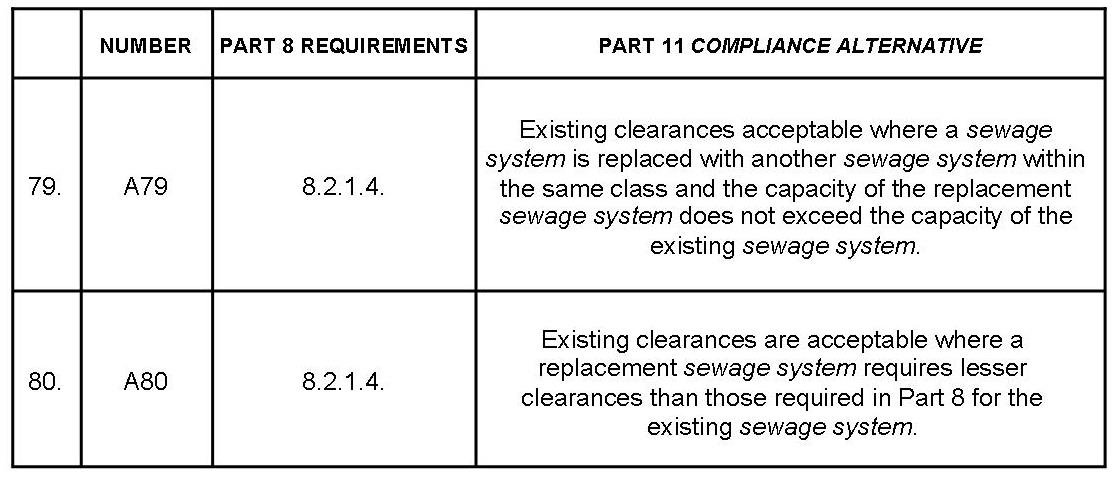 NUMBER PART 8 REQUIREMENTS PART 11 COMPLIANCE ALTERNATIVE
79. A79 8.2.1.4.
Existing clearances acceptable where a sewage
system is replaced with another sewage system within
the same class and the capacity of the replacement
sewage system does not exceed the capacity of the
existing sewage system.
80. A80 8.2.1.4.
Existing clearances are acceptable where a
replacement sewage system requires lesser
clearances than those required in Part 8 for the
existing sewage system.